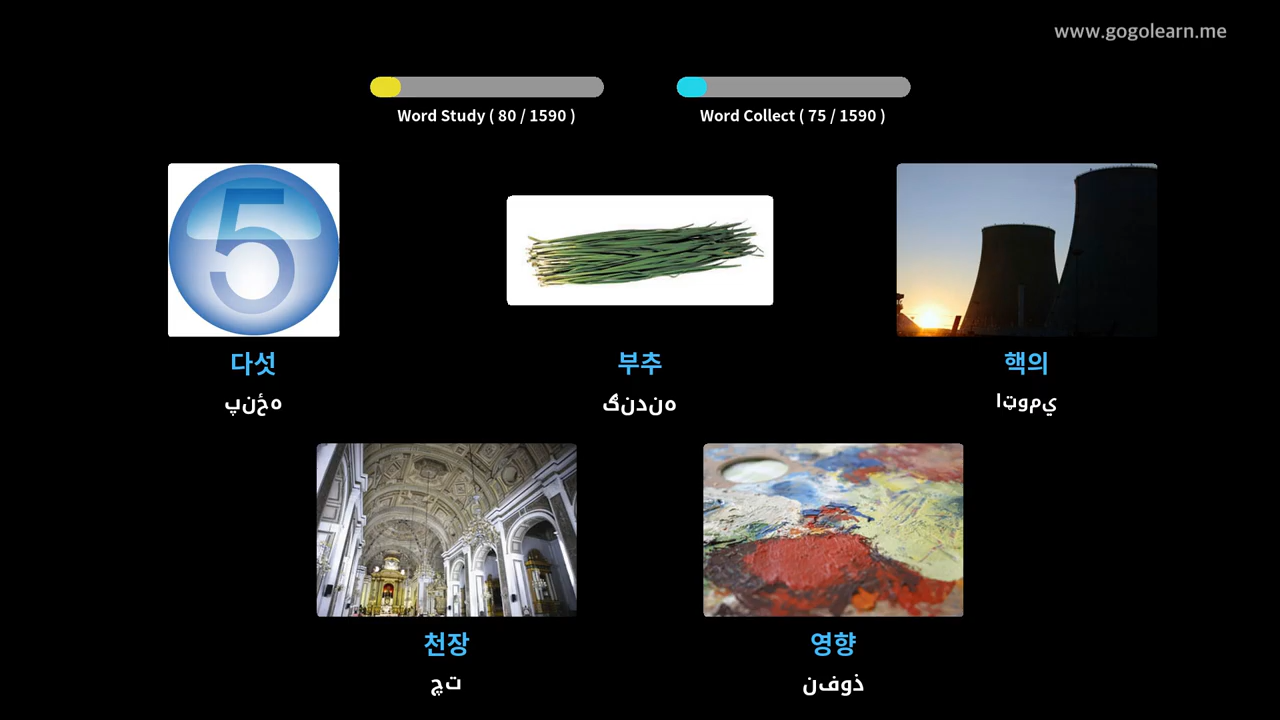 www.gogolearn.me
Word Study ( 80 / 1590 )
Word Collect ( 75 / 1590 )
5
다섯
부추
핵의
پنځه
گندنه
اټومي
천장
영향
چت
نفوذ